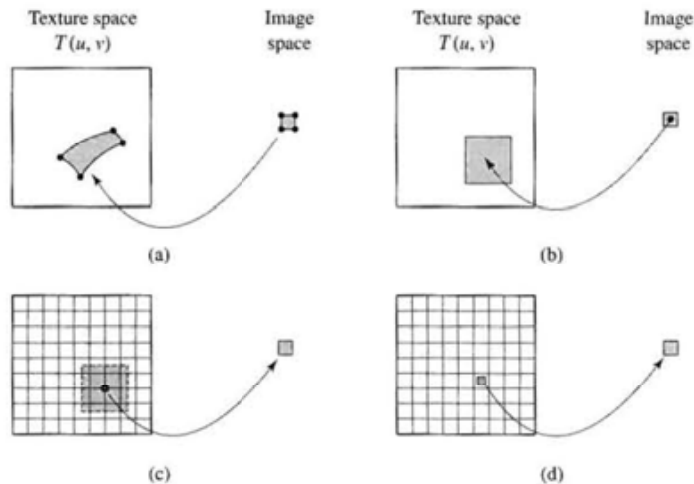 Texture space
T(u, v)
Image
space
Texture space
T(u, v)
Image
space
(a)
(b)
(c)
(d)